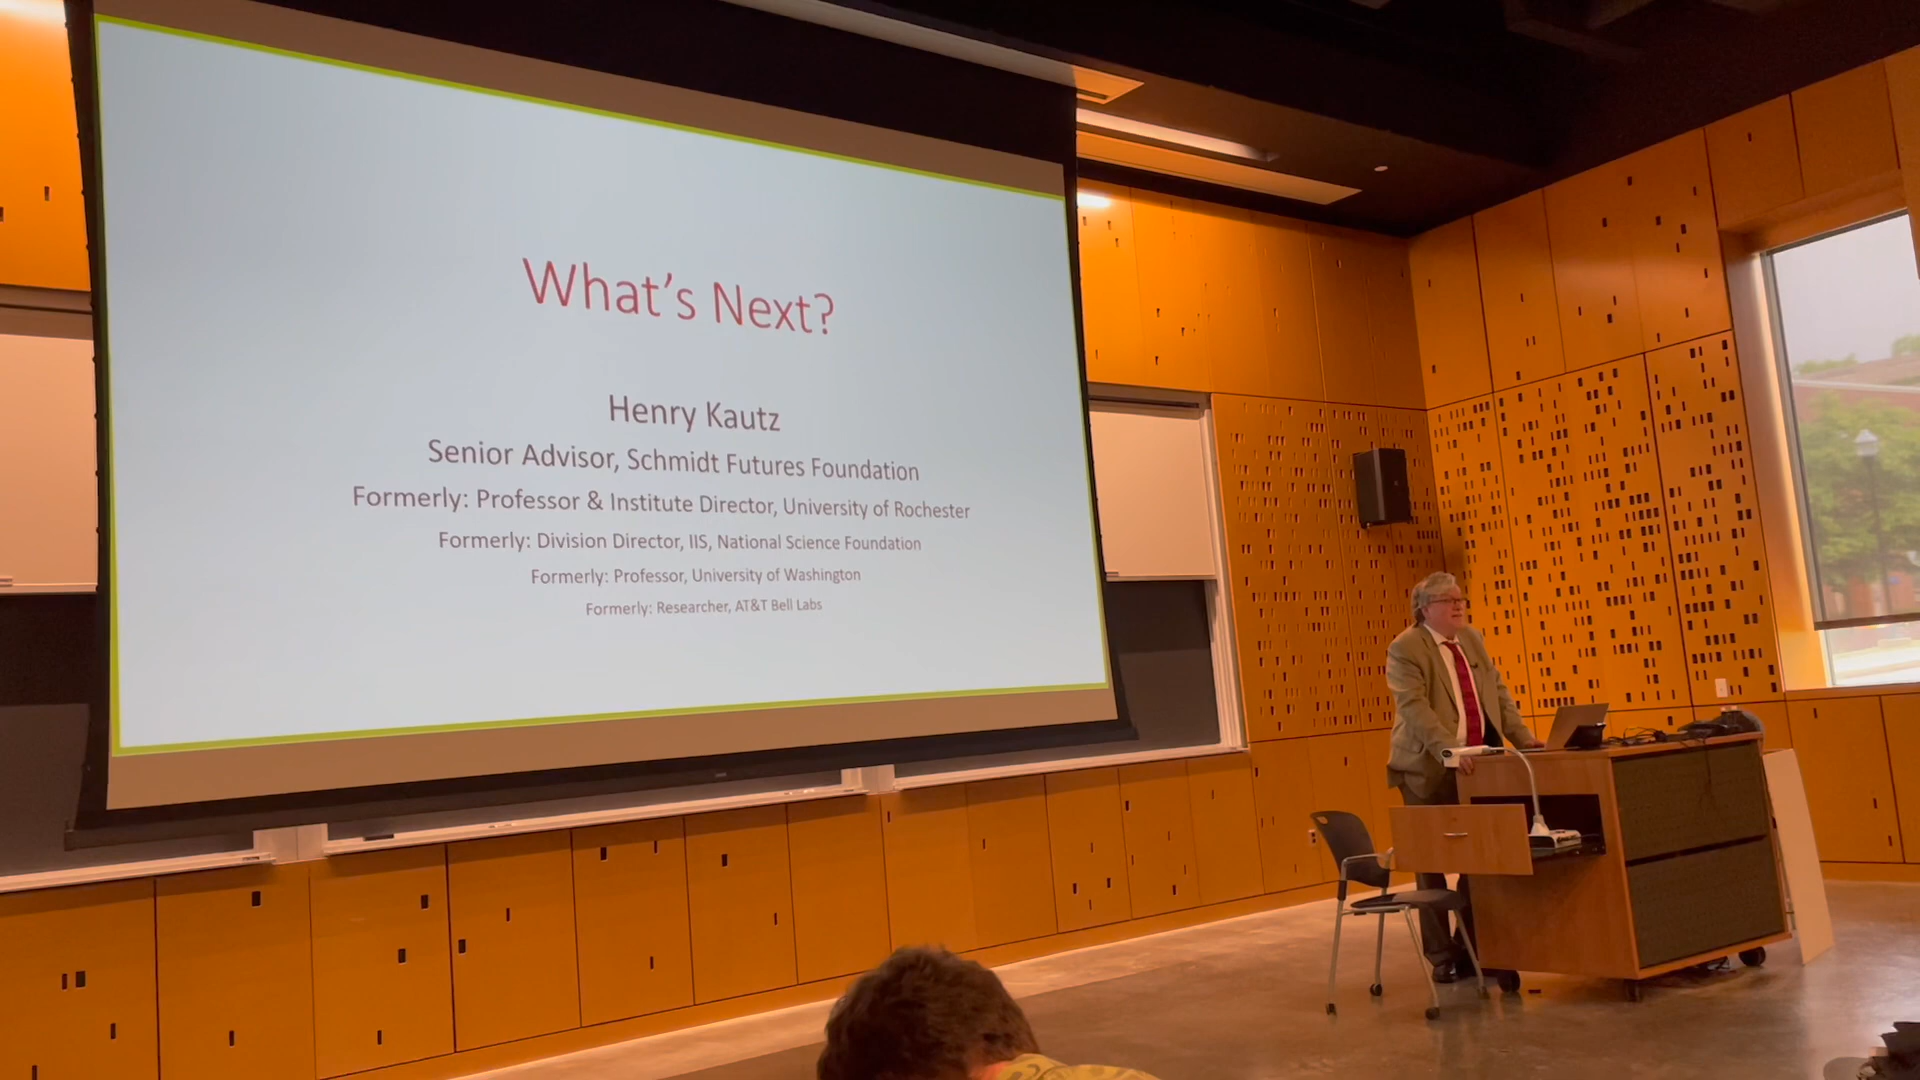 What's Next?
Henry Kautz
Senior Advisor, Schmidt Futures Foundation
Formerly: Professor & Institute Director, University of Rochester
Formerly: Division Director, IIS, National Science Foundation
Formerly: Professor, University of Washington
Formerly: Researcher, AT&T Bell Labs